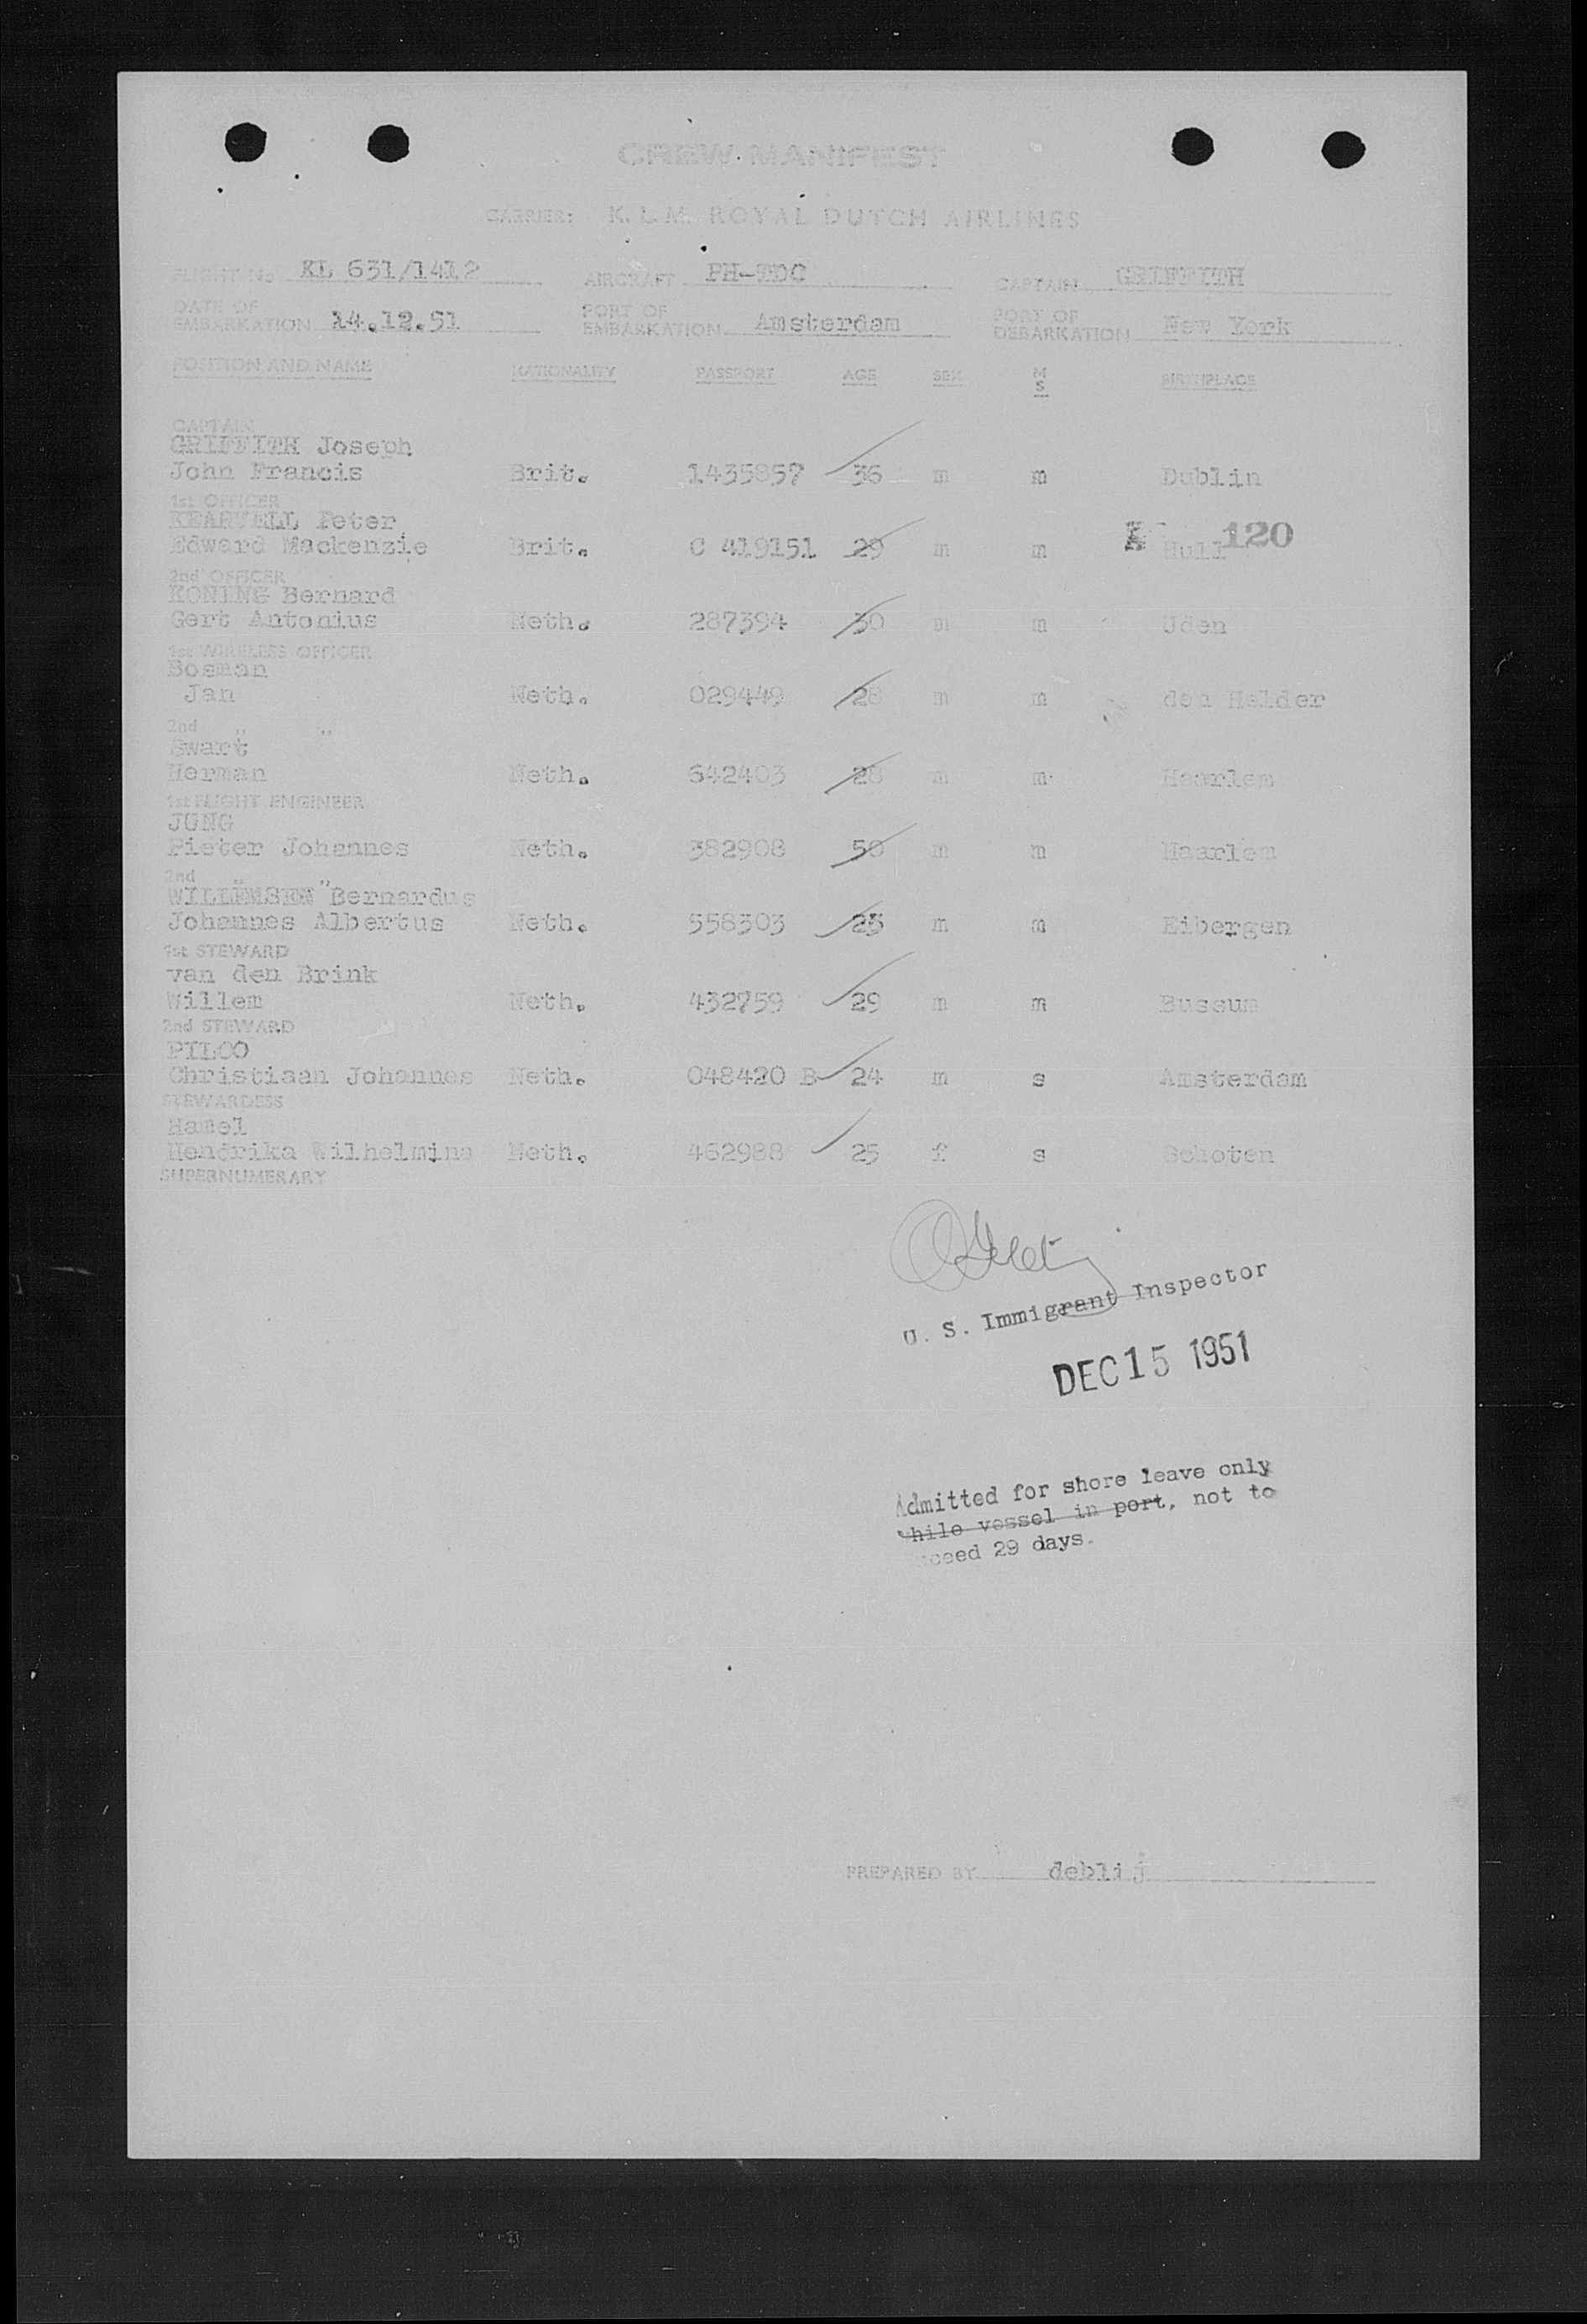 CREW MANIFEST
CARRIER: K.L.M. ROYAL DUTCH AIRLINES
FLIGHT No KL 631/1412 AIRCRAFT PH-TDC CAPTAIN GRIFFITH
DATE OF EMBARKATION 14.12.51 PORT OF EMBARKATION Amsterdam PORT OF DEBARKATION New York
POSITION AND NAME NATIONALITY PASSPORT AGE SEX M S BIRTHPLACE
CAPTAIN
GRIFFITH Joseph
John Francis Brit. 1435857 36 m m Dublin
1st OFFICER
Peter
Edward Mackenzie Brit. C 419151 29 m m Hull 120
2nd OFFICER
KONING Bernard
Gert Antonius Neth. 287394 30 m m Uden
1st WIRELESS OFFICER
Bosman
Jan Neth. 029449 28 m m den Helder
2nd " "
Swart
Herman Neth. 642403 28 m m Haarlem
1st FLIGHT ENGINEER
JUNG
Pieter Johannes Neth. 382908 50 m m Haarlem
2nd " "
WILLEMSEN Bernardus
Johannes Albertus Neth. 558303 m m Eibergen
1st STEWARD
van den Brink
Willem Neth. 432759 29 m m Bussum
2nd STEWARD
PILOO
Christiaan Johannes Neth. 048420 B 24 m s Amsterdam
STEWARDESS
Hamel
Hendrika Wilhelmina Neth. 462988 25 f s Schoten
SUPERNUMERARY
U. S. Immigrant Inspector
DEC 15 1951
Admitted for shore leave only
while vessel in port, not to
exceed 29 days.
PREPARED BY deblij